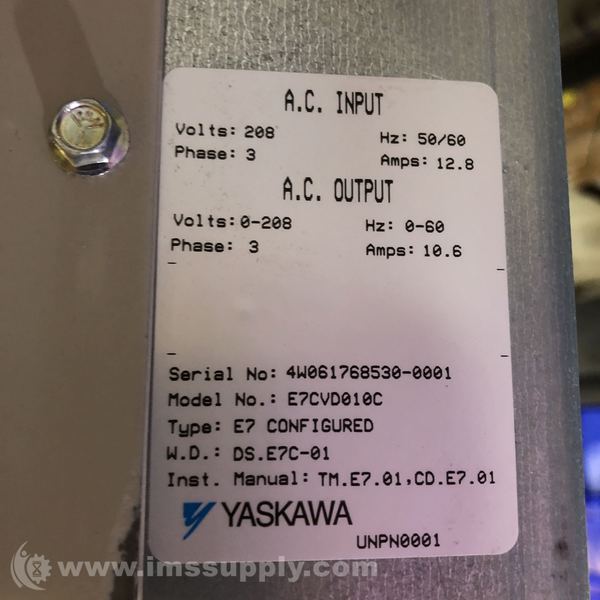 A.C. INPUT
Volts: 208 Hz: 50/60
Phase: 3 Amps: 12.8
A.C. OUTPUT
Volts: 0-208 Hz: 0-60
Phase: 3 Amps: 10.6
Serial No: 4W061768530-0001
Model No.: E7CVD010C
Type: E7 CONFIGURED
W.D.: DS.E7C-01
Inst. Manual: TM.E7.01,CD.E7.01
YASKAWA
UNPN0001
www.imssupply.com